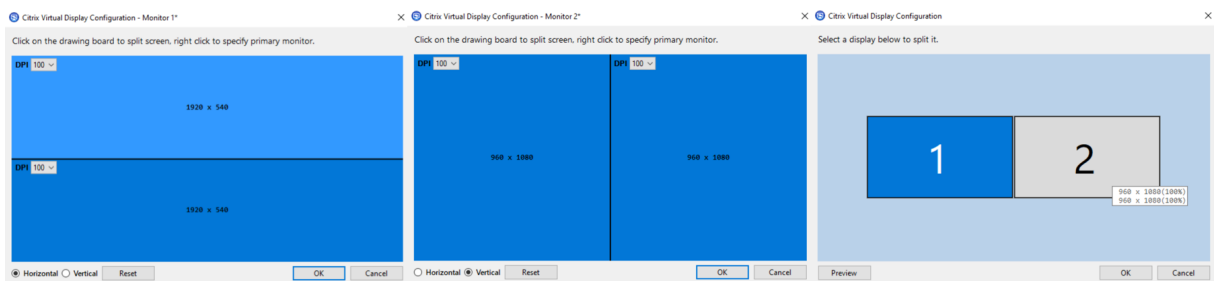 Citrix Virtual Display Configuration - Monitor 1*
Click on the drawing board to split screen, right click to specify primary monitor.
DPI 100
1920 x 540
DPI 100
1920 x 540
Horizontal Vertical Reset OK Cancel
Citrix Virtual Display Configuration - Monitor 2*
Click on the drawing board to split screen, right click to specify primary monitor.
DPI 100 DPI 100
960 x 1080 960 x 1080
Horizontal Vertical Reset OK Cancel
Citrix Virtual Display Configuration
Select a display below to split it.
1 2
960 x 1080(100%)
960 x 1080(100%)
Preview OK Cancel